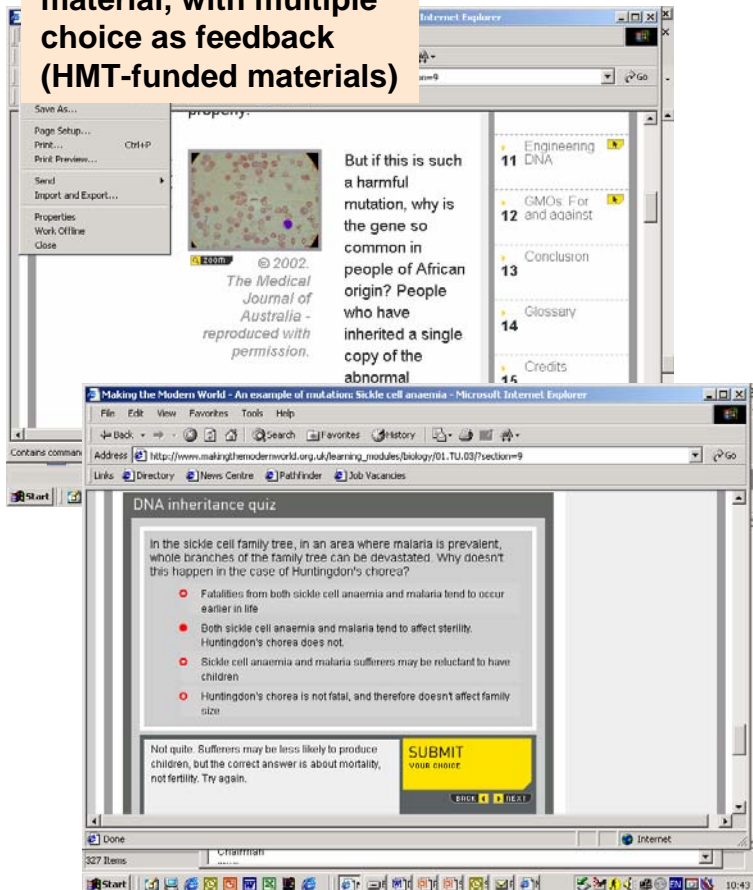 material, with multiple
choice as feedback
(HMT-funded materials)
Internet Explorer
Go
Save As...
Page Setup...
Print... Ctrl+P
Print Preview...
Send
Import and Export...
Properties
Work Offline
Close
properly.
zoom
© 2002.
The Medical
Journal of
Australia -
reproduced with
permission.
But if this is such
a harmful
mutation, why is
the gene so
common in
people of African
origin? People
who have
inherited a single
copy of the
abnormal
11 Engineering
DNA
12 GMOs: For
and against
13 Conclusion
14 Glossary
15 Credits
Start
Making the Modern World - An example of mutation: Sickle cell anaemia - Microsoft Internet Explorer
File Edit View Favorites Tools Help
Back Search Favorites History
Address http://www.makingthemodernworld.org.uk/learning_modules/biology/01.TU.03/?section=9 Go
Links Directory News Centre Pathfinder Job Vacancies
DNA inheritance quiz
In the sickle cell family tree, in an area where malaria is prevalent,
whole branches of the family tree can be devastated. Why doesn't
this happen in the case of Huntingdon's chorea?
Fatalities from both sickle cell anaemia and malaria tend to occur
earlier in life
Both sickle cell anaemia and malaria tend to affect sterility.
Huntingdon's chorea does not.
Sickle cell anaemia and malaria sufferers may be reluctant to have
children
Huntingdon's chorea is not fatal, and therefore doesn't affect family
size
Not quite. Sufferers may be less likely to produce
children, but the correct answer is about mortality,
not fertility. Try again.
SUBMIT
YOUR CHOICE
BACK NEXT
Done Internet
327 Items
Chairman
Start 10:43